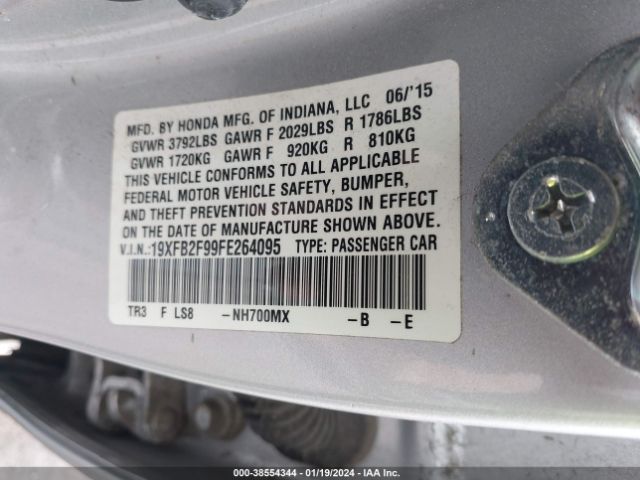 MFD. BY HONDA MFG. OF INDIANA, LLC 06/'15
GVWR 3792LBS GAWR F 2029LBS R 1786LBS
GVWR 1720KG GAWR F 920KG R 810KG
THIS VEHICLE CONFORMS TO ALL APPLICABLE
FEDERAL MOTOR VEHICLE SAFETY, BUMPER,
AND THEFT PREVENTION STANDARDS IN EFFECT
ON THE DATE OF MANUFACTURE SHOWN ABOVE.
V.I.N.:19XFB2F99FE264095 TYPE: PASSENGER CAR
TR3 F LS8 -NH700MX -B -E
000-38554344 | 01/19/2024 | IAA Inc.